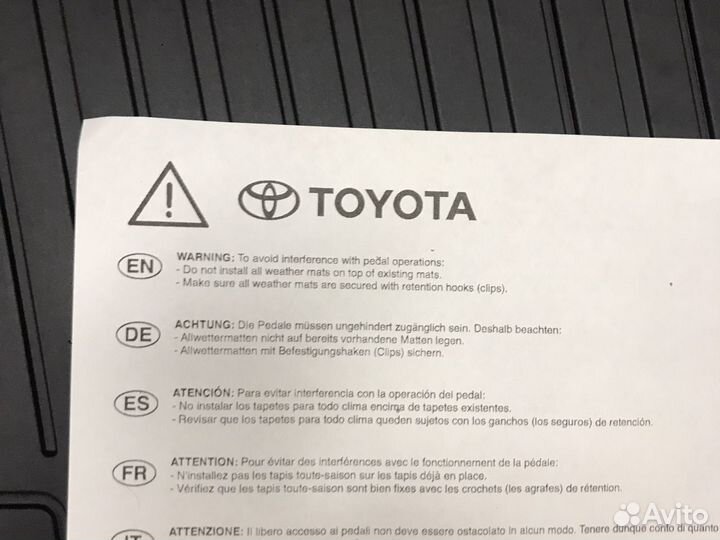 TOYOTA
EN
WARNING: To avoid interference with pedal operations:
- Do not install all weather mats on top of existing mats.
- Make sure all weather mats are secured with retention hooks (clips).
DE
ACHTUNG: Die Pedale müssen ungehindert zugänglich sein. Deshalb beachten:
- Allwettermatten nicht auf bereits vorhandene Matten legen.
- Allwettermatten mit Befestigungshaken (Clips) sichern.
ES
ATENCIÓN: Para evitar interferencia con la operación del pedal:
- No instalar los tapetes para todo clima encima de tapetes existentes.
- Revisar que los tapetes para todo clima queden sujetos con los ganchos (los seguros) de retención.
FR
ATTENTION: Pour éviter des interférences avec le fonctionnement de la pédale:
- N'installez pas les tapis toute-saison sur les tapis déjà en place.
- Vérifiez que les tapis toute-saison sont bien fixes avec les crochets (les agrafes) de rétention.
IT
ATTENZIONE: Il libero accesso ai pedali non deve essere ostacolato in alcun modo. Tenere dunque conto di quanto
Avito